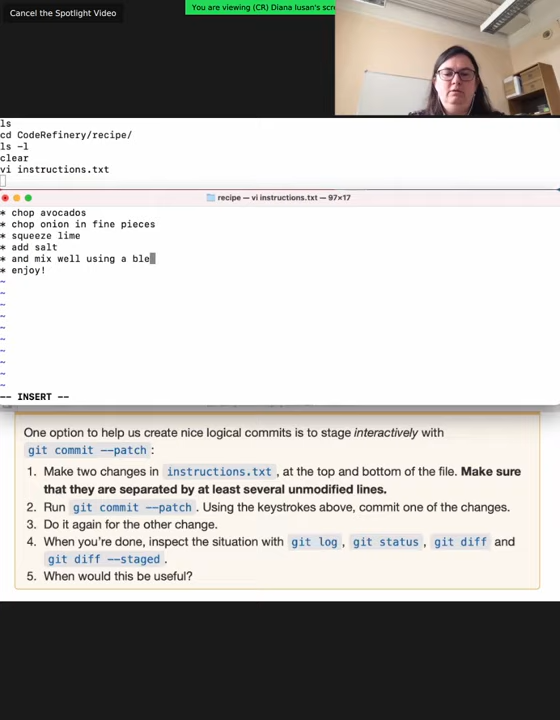 Cancel the Spotlight Video
You are viewing (CR) Diana Iusan's scr
ls
cd CodeRefinery/recipe/
ls -l
clear
vi instructions.txt
recipe — vi instructions.txt — 97×17
* chop avocados
* chop onion in fine pieces
* squeeze lime
* add salt
* and mix well using a ble
* enjoy!
~
~
~
~
~
~
~
~
~
~
-- INSERT --
One option to help us create nice logical commits is to stage interactively with
git commit --patch:
1. Make two changes in instructions.txt, at the top and bottom of the file. Make sure
that they are separated by at least several unmodified lines.
2. Run git commit --patch. Using the keystrokes above, commit one of the changes.
3. Do it again for the other change.
4. When you're done, inspect the situation with git log, git status, git diff and
git diff --staged.
5. When would this be useful?